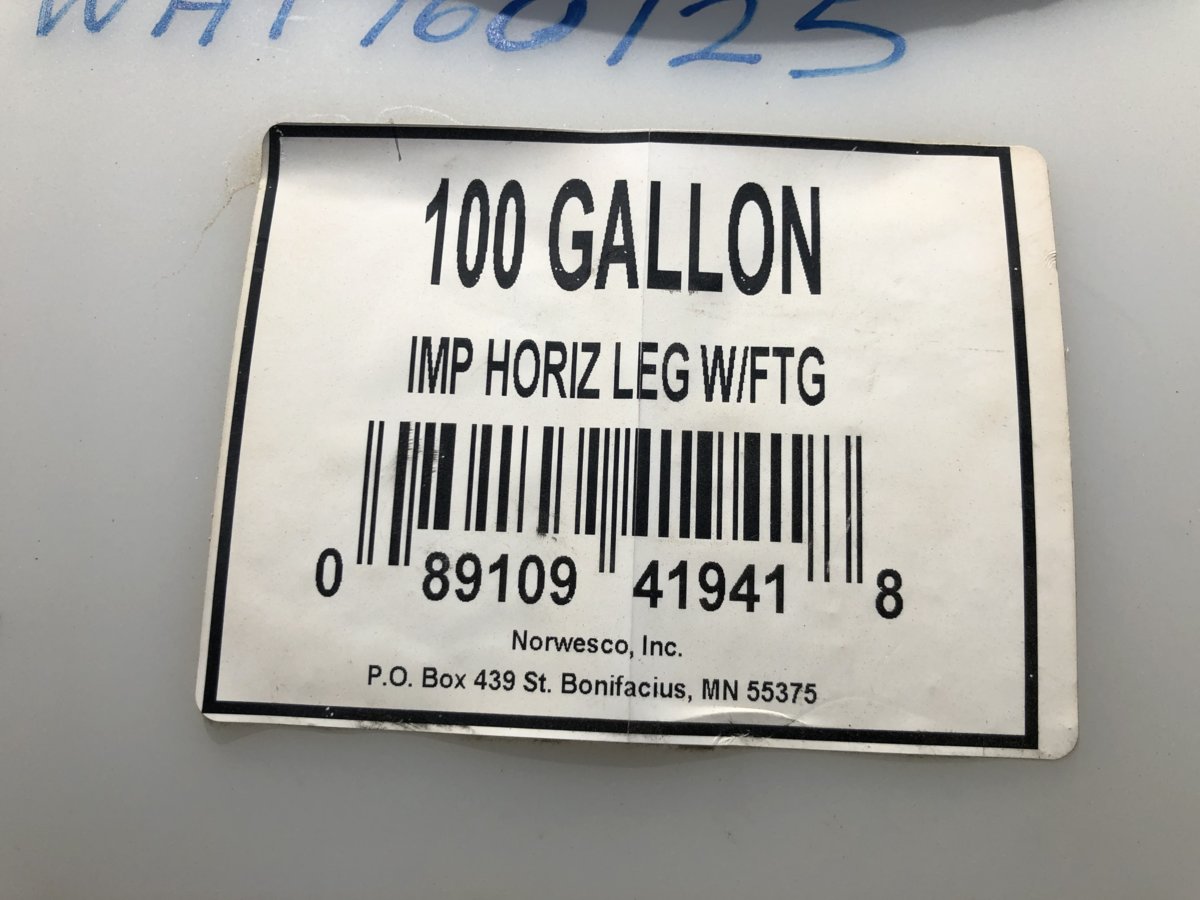 100 GALLON
IMP HORIZ LEG W/FTG
0 89109 41941 8
Norwesco, Inc.
P.O. Box 439 St. Bonifacius, MN 55375